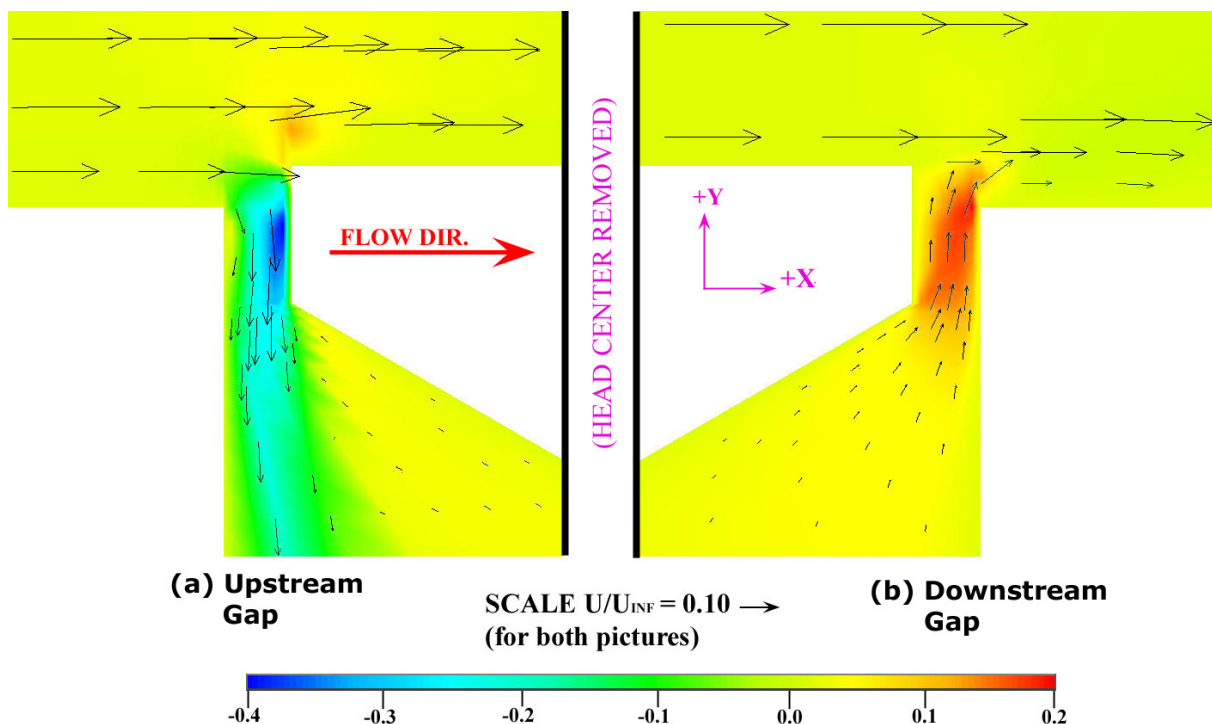 FLOW DIR.
(HEAD CENTER REMOVED)
+Y
+X
(a) Upstream
Gap
SCALE U/UINF = 0.10
(for both pictures)
(b) Downstream
Gap
-0.4 -0.3 -0.2 -0.1 0.0 0.1 0.2